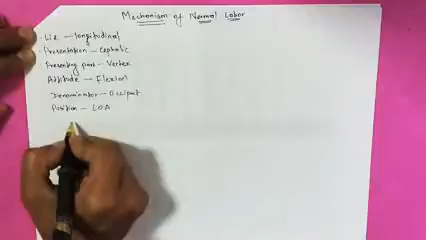 Mechanism of Normal Labor
Lie - longitudinal
Presentation - Cephalic
Presenting part - Vertex
Attitude - Flexion
Denominator - Occiput
Position - LOA